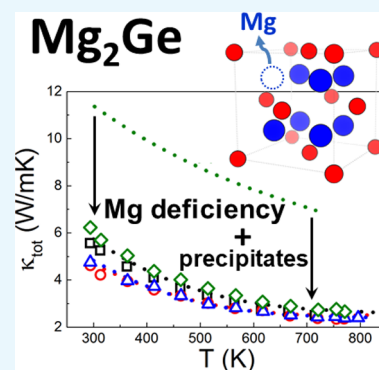 Mg₂Ge
Mg
12
10
8
6
4
2
κtot (W/mK)
Mg deficiency
+
precipitates
300 400 500 600 700 800
T (K)